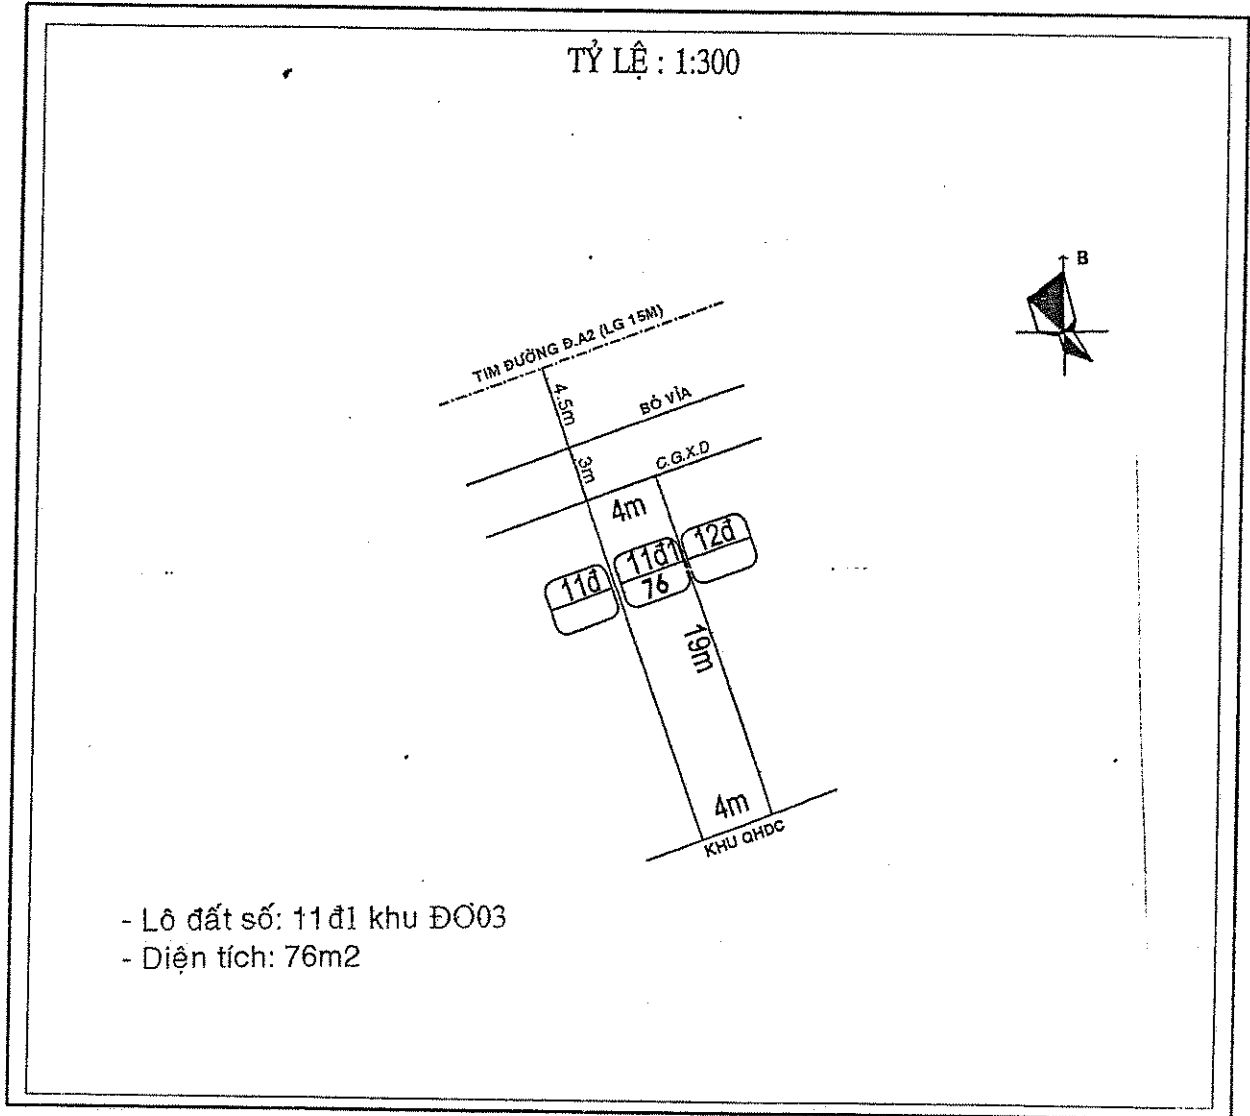 TỶ LỆ : 1:300
B
TIM ĐƯỜNG Đ.A2 (LG 15M)
4.5m
BÓ VỈA
3m
C.G.X.D
4m
11đ
11đ1
76
12đ
19m
4m
KHU QHDC
- Lô đất số: 11đ1 khu ĐƠ03
- Diện tích: 76m2